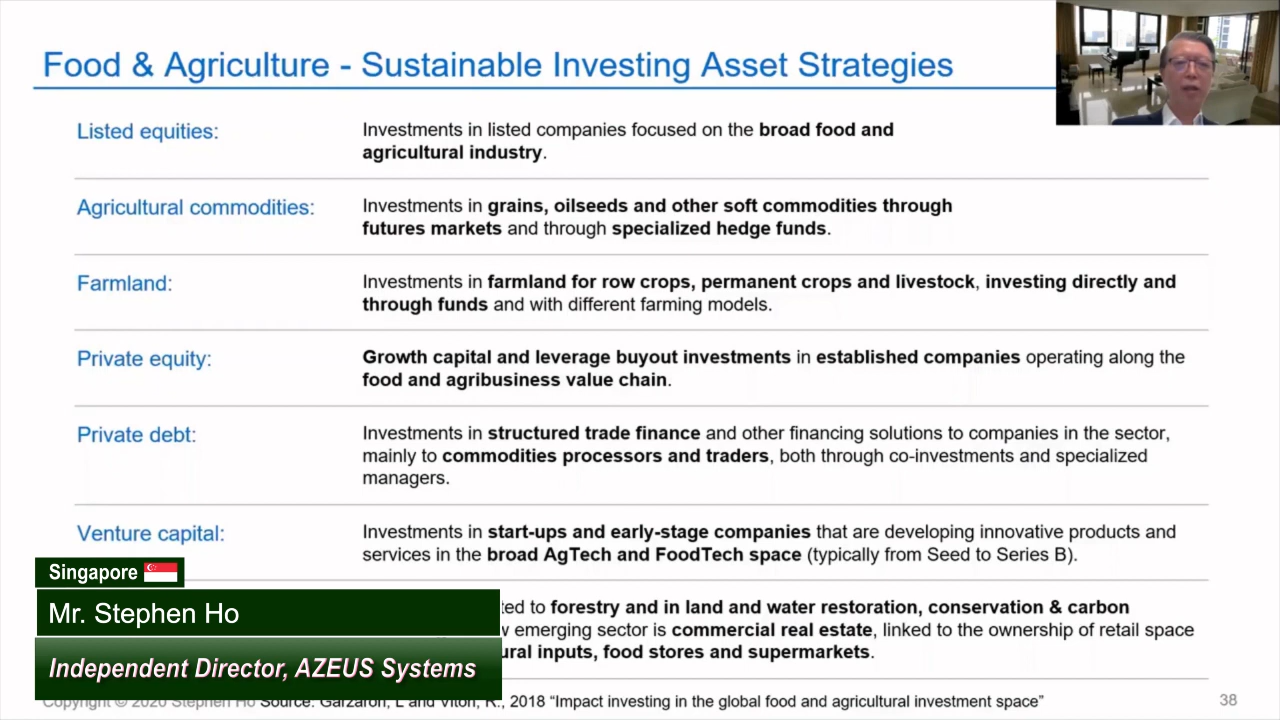 Food & Agriculture - Sustainable Investing Asset Strategies
Listed equities:
Investments in listed companies focused on the broad food and
agricultural industry.
Agricultural commodities:
Investments in grains, oilseeds and other soft commodities through
futures markets and through specialized hedge funds.
Farmland:
Investments in farmland for row crops, permanent crops and livestock, investing directly and
through funds and with different farming models.
Private equity:
Growth capital and leverage buyout investments in established companies operating along the
food and agribusiness value chain.
Private debt:
Investments in structured trade finance and other financing solutions to companies in the sector,
mainly to commodities processors and traders, both through co-investments and specialized
managers.
Venture capital:
Investments in start-ups and early-stage companies that are developing innovative products and
services in the broad AgTech and FoodTech space (typically from Seed to Series B).
to forestry and in land and water restoration, conservation & carbon
emerging sector is commercial real estate, linked to the ownership of retail space
inputs, food stores and supermarkets.
Singapore
Mr. Stephen Ho
Independent Director, AZEUS Systems
Copyright © 2020 Stephen Ho Source: Garzaron, L and Viton, R., 2018 “Impact investing in the global food and agricultural investment space”
38